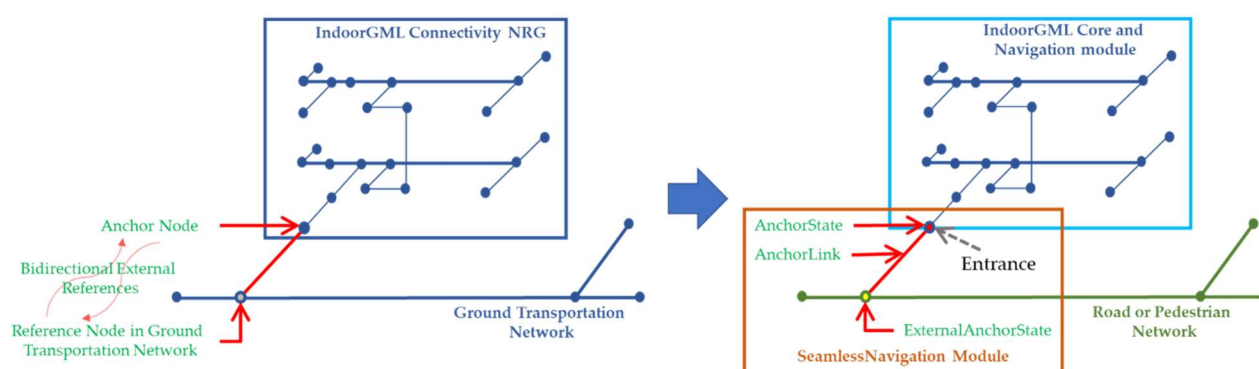 IndoorGML Connectivity NRG
Anchor Node
Bidirectional External
References
Reference Node in Ground
Transportation Network
Ground Transportation
Network
IndoorGML Core and
Navigation module
AnchorState
AnchorLink
Entrance
ExternalAnchorState
Road or Pedestrian
Network
SeamlessNavigation Module